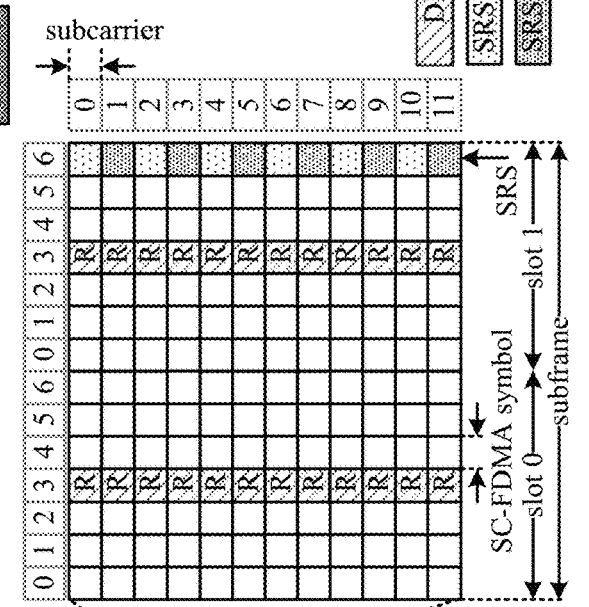 subcarrier
D
SRS
SRS
0 1 2 3 4 5 6 7 8 9 10 11
6
5
4
3 R R R R R R R R R R R R
2
1
0
6
5
4
3 R R R R R R R R R R R R
2
1
0
SRS
slot 1
SC-FDMA symbol
slot 0
subframe